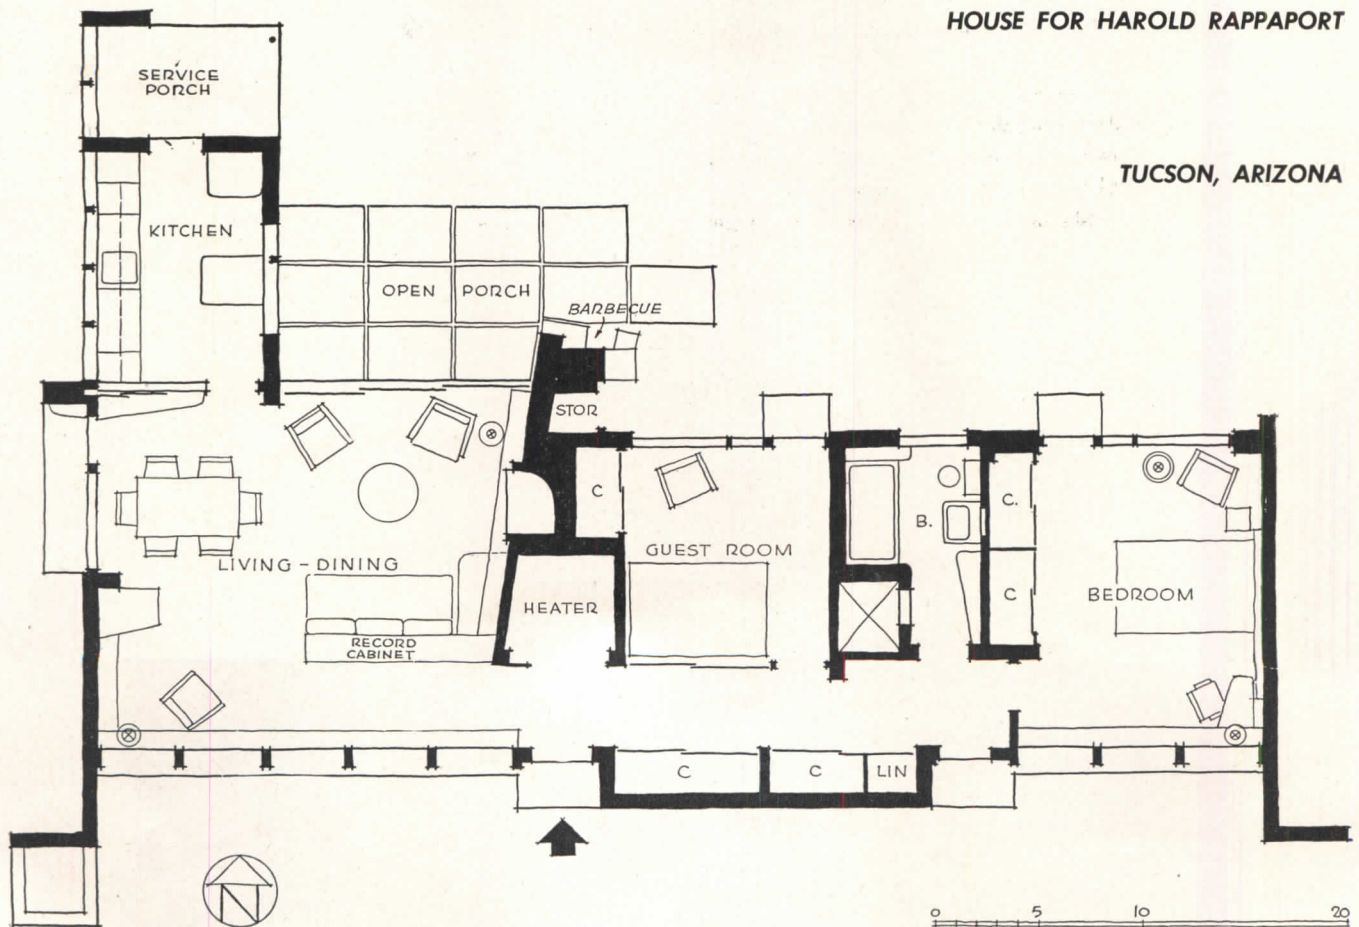 HOUSE FOR HAROLD RAPPAPORT
TUCSON, ARIZONA
SERVICE
PORCH
KITCHEN
OPEN PORCH
BARBECUE
STOR
C
C.
B.
GUEST ROOM
LIVING - DINING
HEATER
C
BEDROOM
RECORD
CABINET
C
C
LIN
N
0 5 10 20